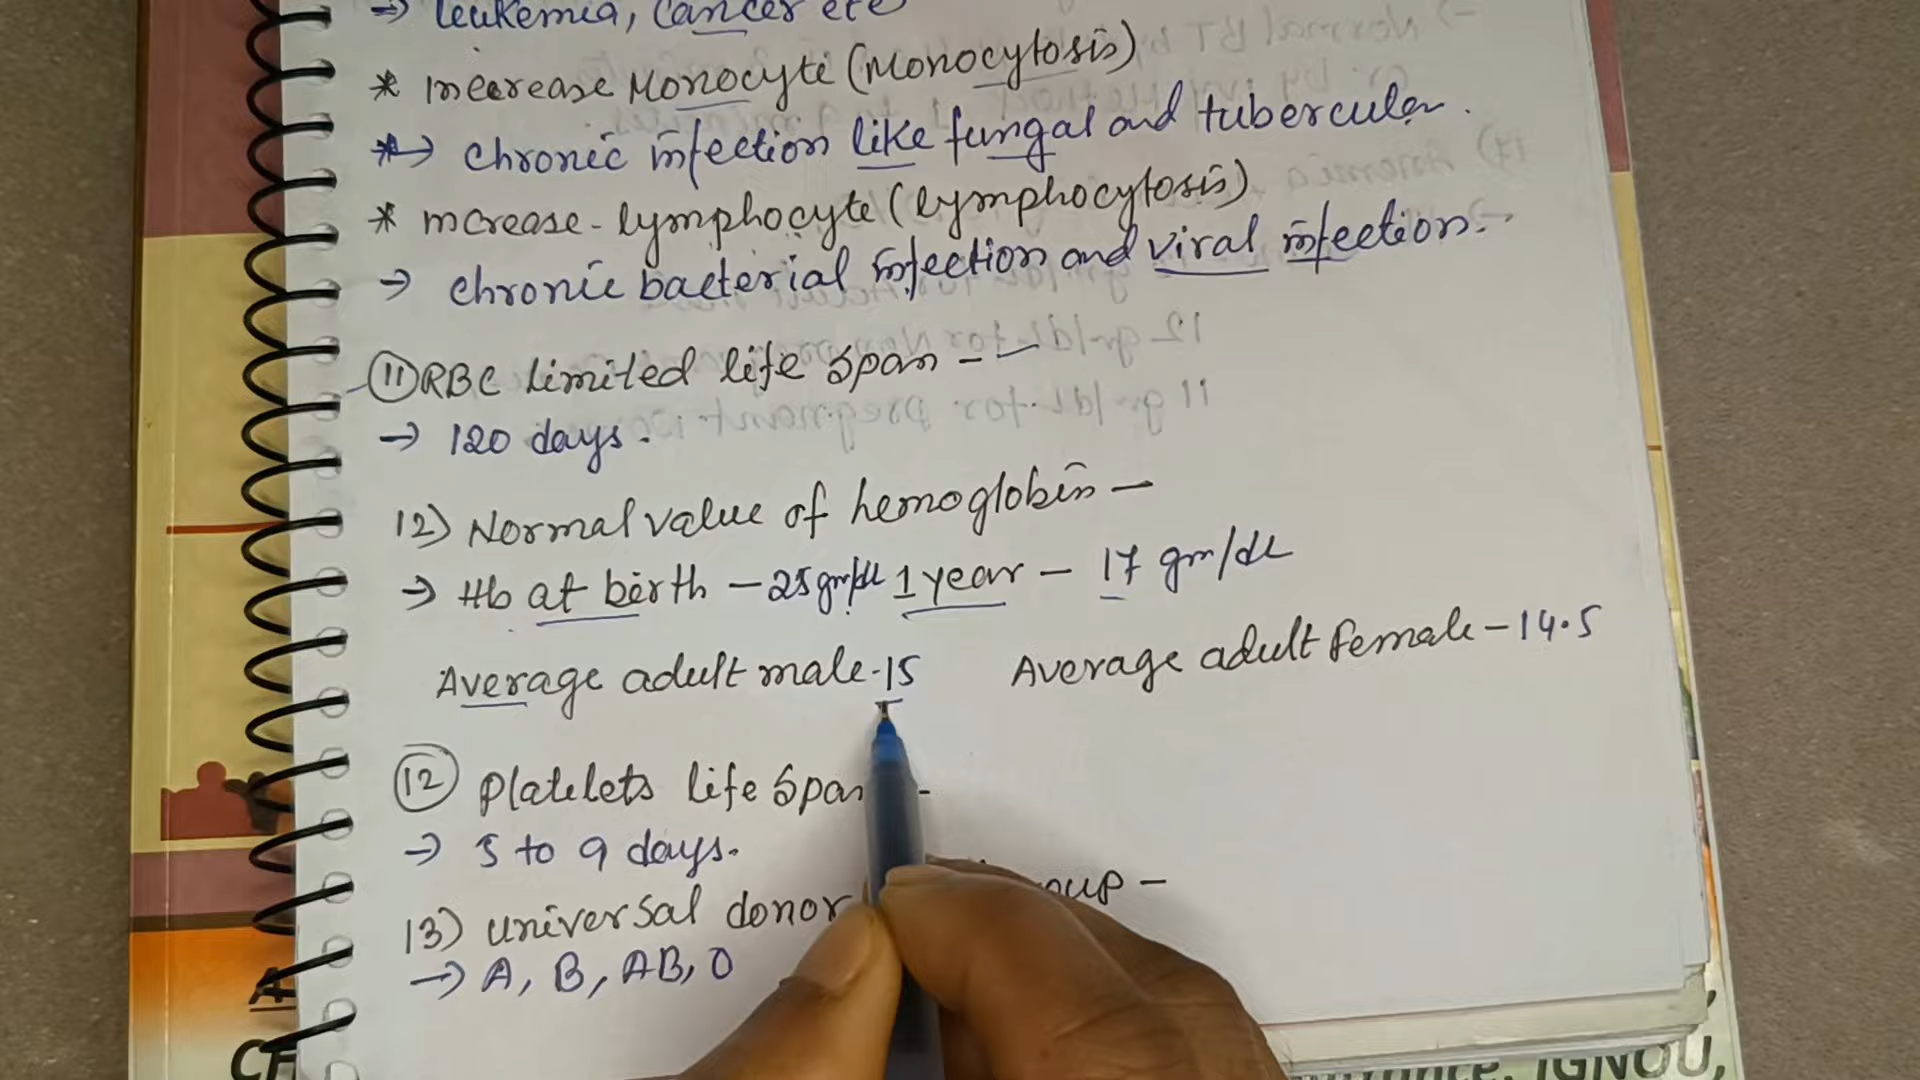 → leukemia, Cancer etc
* increase Monocyte (Monocytosis)
*→ chronic infection like fungal and tubercular.
* increase - lymphocyte (lymphocytosis)
→ chronic bacterial infection and viral infection.
11) RBC limited life span -
→ 120 days.
12) Normal value of hemoglobin -
→ Hb at birth - 25 gm/dl 1 year - 17 gm/dl
Average adult male - 15 Average adult female - 14.5
12 Platelets life Span -
→ 5 to 9 days.
13) universal donor
→ A, B, AB, O
IGNOU,